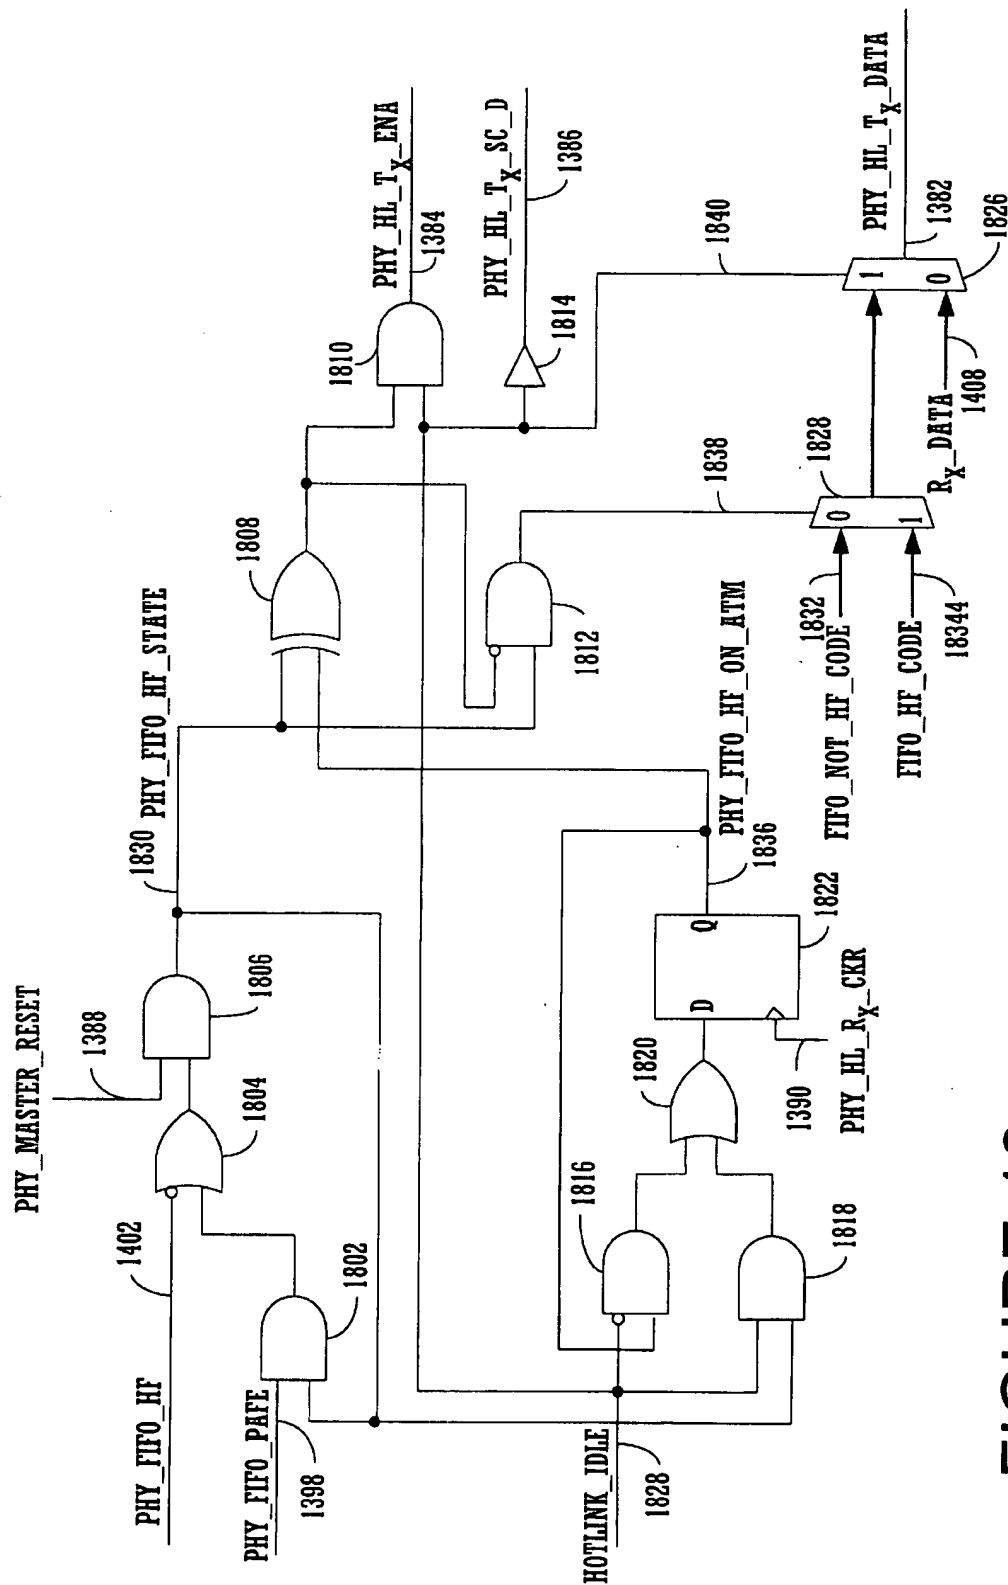 PHY_MASTER_RESET
1388
PHY_FIFO_HF
1402
1804
1806
1830
PHY_FIFO_HF_STATE
1808
1810
PHY_HL_TX_ENA
1384
PHY_FIFO_PAFE
1398
1802
PHY_HL_TX_SC_D
1386
1814
1812
1838
1840
HOTLINK_IDLE
1828
1816
1818
1820
D
Q
1822
1390
PHY_HL_RX_CKR
1836
PHY_FIFO_HF_ON_ATM
FIFO_NOT_HF_CODE
1832
FIFO_HF_CODE
18344
0
1
1828
RX_DATA
1408
1
0
PHY_HL_TX_DATA
1382
1826